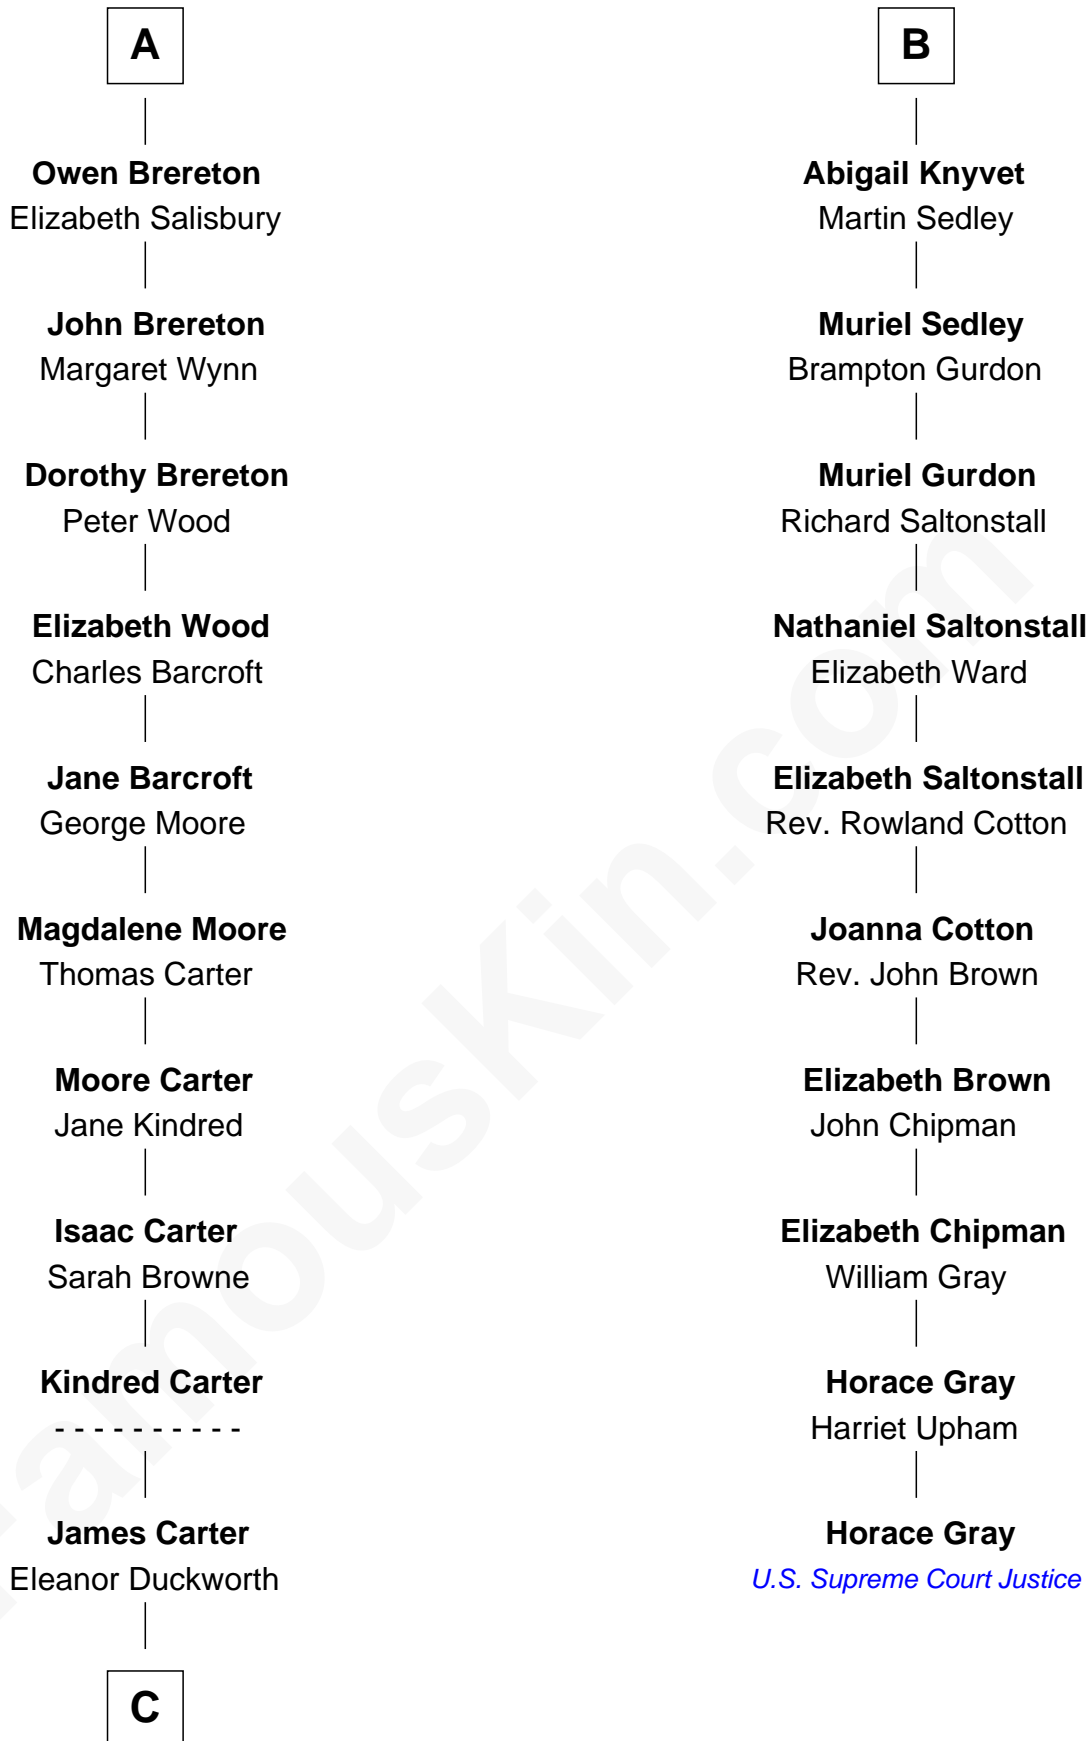 A
Owen Brereton
Elizabeth Salisbury
John Brereton
Margaret Wynn
Dorothy Brereton
Peter Wood
Elizabeth Wood
Charles Barcroft
Jane Barcroft
George Moore
Magdalene Moore
Thomas Carter
Moore Carter
Jane Kindred
Isaac Carter
Sarah Browne
Kindred Carter
- - - - - - - - - -
James Carter
Eleanor Duckworth
C
B
Abigail Knyvet
Martin Sedley
Muriel Sedley
Brampton Gurdon
Muriel Gurdon
Richard Saltonstall
Nathaniel Saltonstall
Elizabeth Ward
Elizabeth Saltonstall
Rev. Rowland Cotton
Joanna Cotton
Rev. John Brown
Elizabeth Brown
John Chipman
Elizabeth Chipman
William Gray
Horace Gray
Harriet Upham
Horace Gray
U.S. Supreme Court Justice
FamousKin.com